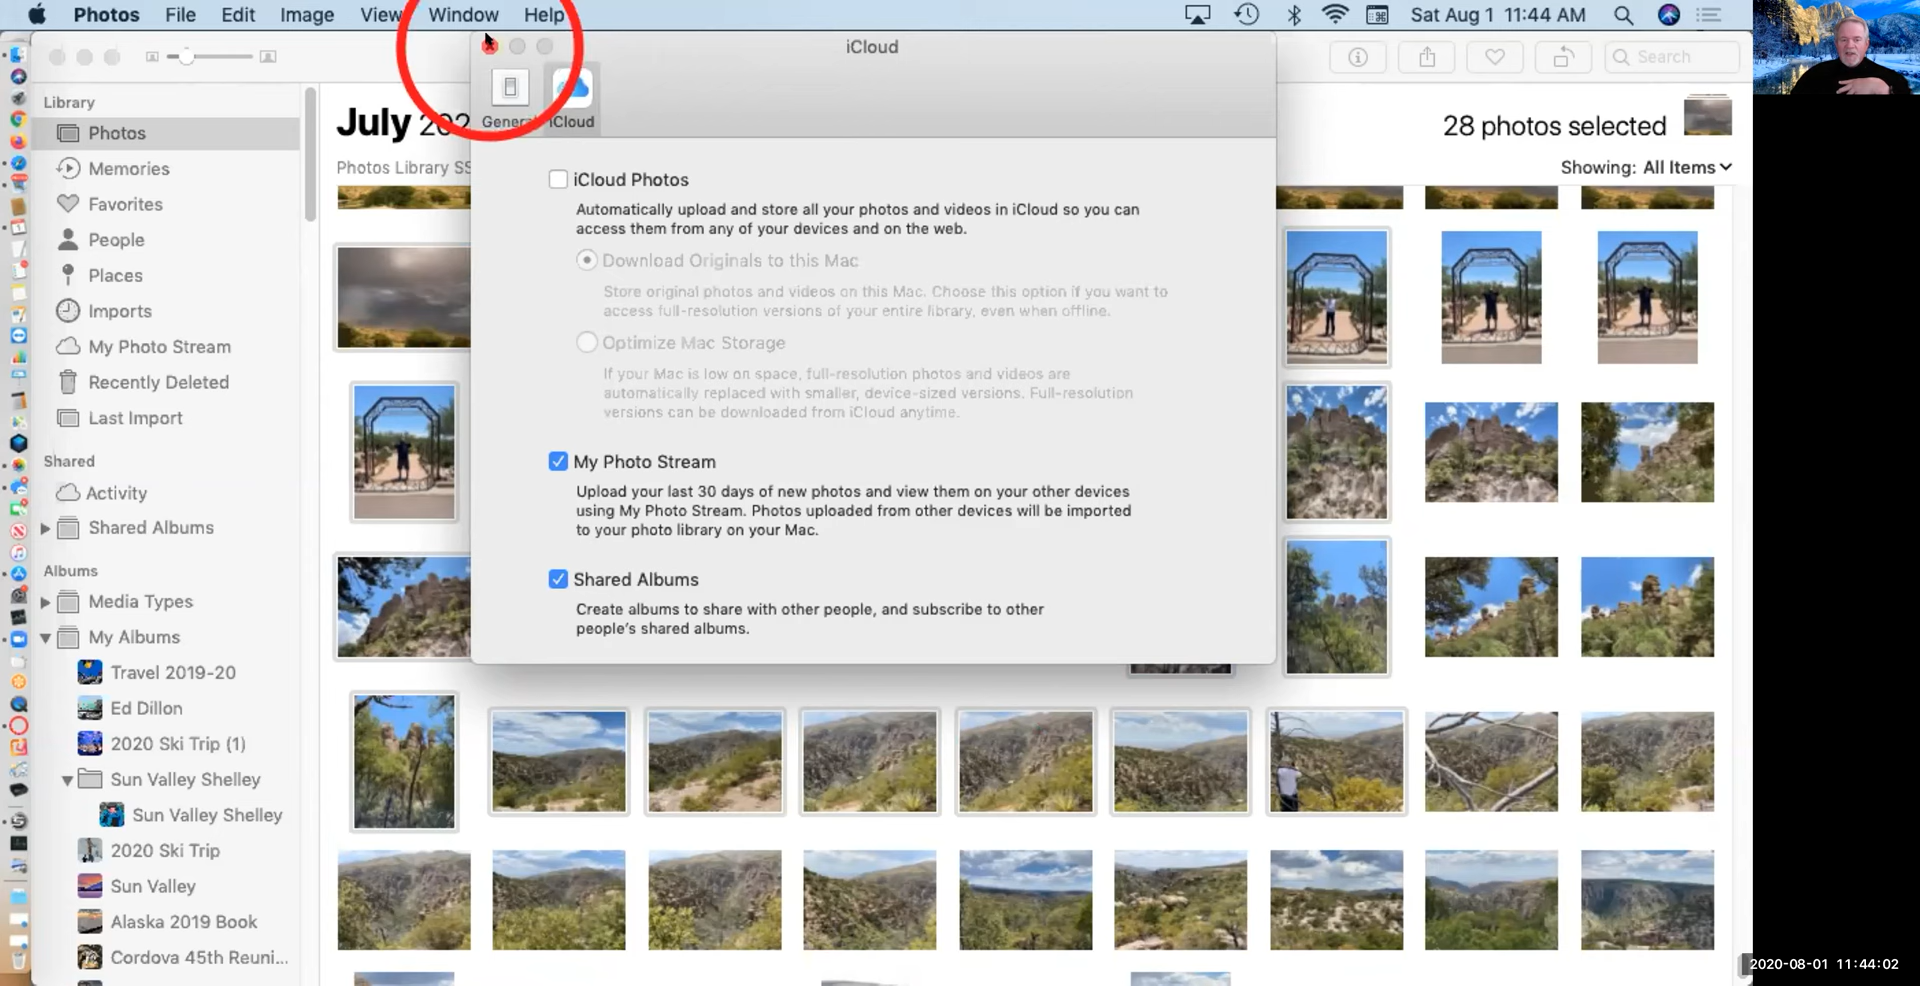 Photos File Edit Image View Window Help
Sat Aug 1 11:44 AM
iCloud
Search
General iCloud
July 202
28 photos selected
Photos Library SS
Showing: All Items
Library
Photos
Memories
Favorites
People
Places
Imports
My Photo Stream
Recently Deleted
Last Import
Shared
Activity
Shared Albums
Albums
Media Types
My Albums
Travel 2019-20
Ed Dillon
2020 Ski Trip (1)
Sun Valley Shelley
Sun Valley Shelley
2020 Ski Trip
Sun Valley
Alaska 2019 Book
Cordova 45th Reuni...
iCloud Photos
Automatically upload and store all your photos and videos in iCloud so you can
access them from any of your devices and on the web.
Download Originals to this Mac
Store original photos and videos on this Mac. Choose this option if you want to
access full-resolution versions of your entire library, even when offline.
Optimize Mac Storage
If your Mac is low on space, full-resolution photos and videos are
automatically replaced with smaller, device-sized versions. Full-resolution
versions can be downloaded from iCloud anytime.
My Photo Stream
Upload your last 30 days of new photos and view them on your other devices
using My Photo Stream. Photos uploaded from other devices will be imported
to your photo library on your Mac.
Shared Albums
Create albums to share with other people, and subscribe to other
people's shared albums.
2020-08-01 11:44:02